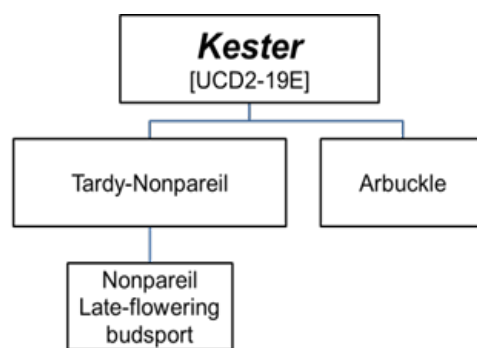 Kester
[UCD2-19E]
Tardy-Nonpareil
Arbuckle
Nonpareil
Late-flowering
budsport